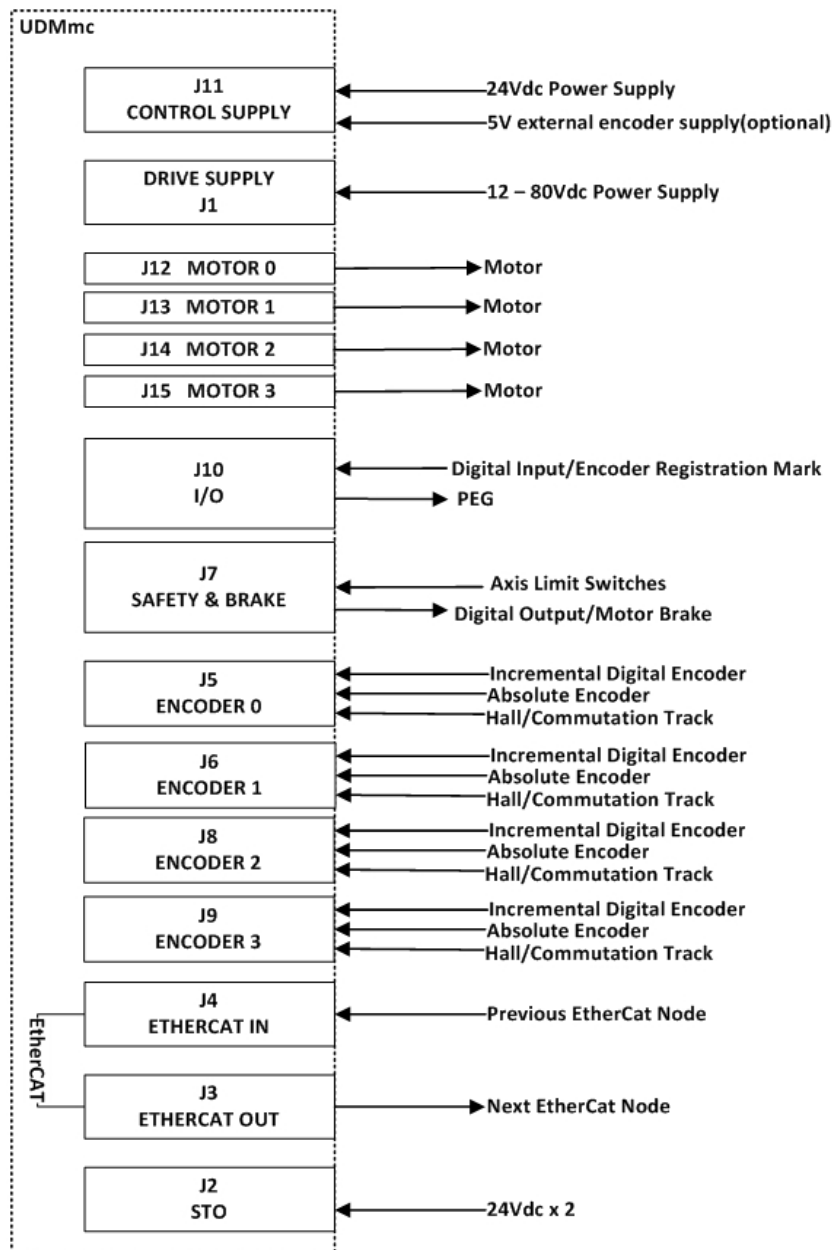 UDMmc
J11
CONTROL SUPPLY
24Vdc Power Supply
5V external encoder supply(optional)
DRIVE SUPPLY
J1
12 – 80Vdc Power Supply
J12 MOTOR 0
Motor
J13 MOTOR 1
Motor
J14 MOTOR 2
Motor
J15 MOTOR 3
Motor
J10
I/O
Digital Input/Encoder Registration Mark
PEG
J7
SAFETY & BRAKE
Axis Limit Switches
Digital Output/Motor Brake
J5
ENCODER 0
Incremental Digital Encoder
Absolute Encoder
Hall/Commutation Track
J6
ENCODER 1
Incremental Digital Encoder
Absolute Encoder
Hall/Commutation Track
J8
ENCODER 2
Incremental Digital Encoder
Absolute Encoder
Hall/Commutation Track
J9
ENCODER 3
Incremental Digital Encoder
Absolute Encoder
Hall/Commutation Track
EtherCAT
J4
ETHERCAT IN
Previous EtherCat Node
J3
ETHERCAT OUT
Next EtherCat Node
J2
STO
24Vdc x 2